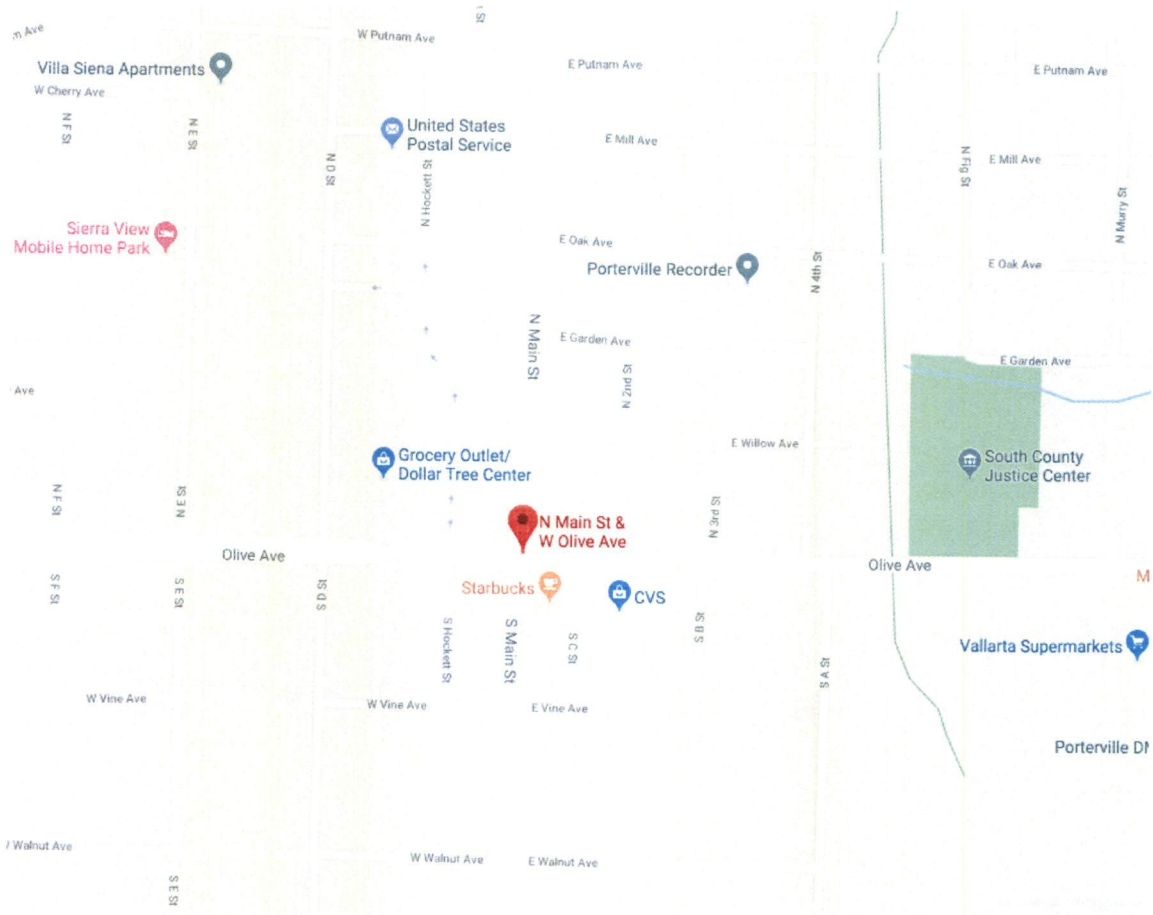 St
n Ave
W Putnam Ave
E Putnam Ave
E Putnam Ave
Villa Siena Apartments
W Cherry Ave
N F St
N E St
N D St
United States
Postal Service
E Mill Ave
N Fig St
E Mill Ave
N Hockett St
N Murry St
Sierra View
Mobile Home Park
E Oak Ave
Porterville Recorder
N 4th St
E Oak Ave
N Main St
E Garden Ave
E Garden Ave
N 2nd St
Ave
E Willow Ave
Grocery Outlet/
Dollar Tree Center
South County
Justice Center
N F St
N E St
N 3rd St
N Main St &
W Olive Ave
Olive Ave
Olive Ave
S F St
S E St
S D St
Starbucks
CVS
M
S Hockett St
S Main St
S C St
S B St
S A St
Vallarta Supermarkets
W Vine Ave
W Vine Ave
E Vine Ave
Porterville DM
Walnut Ave
W Walnut Ave
E Walnut Ave
S E St